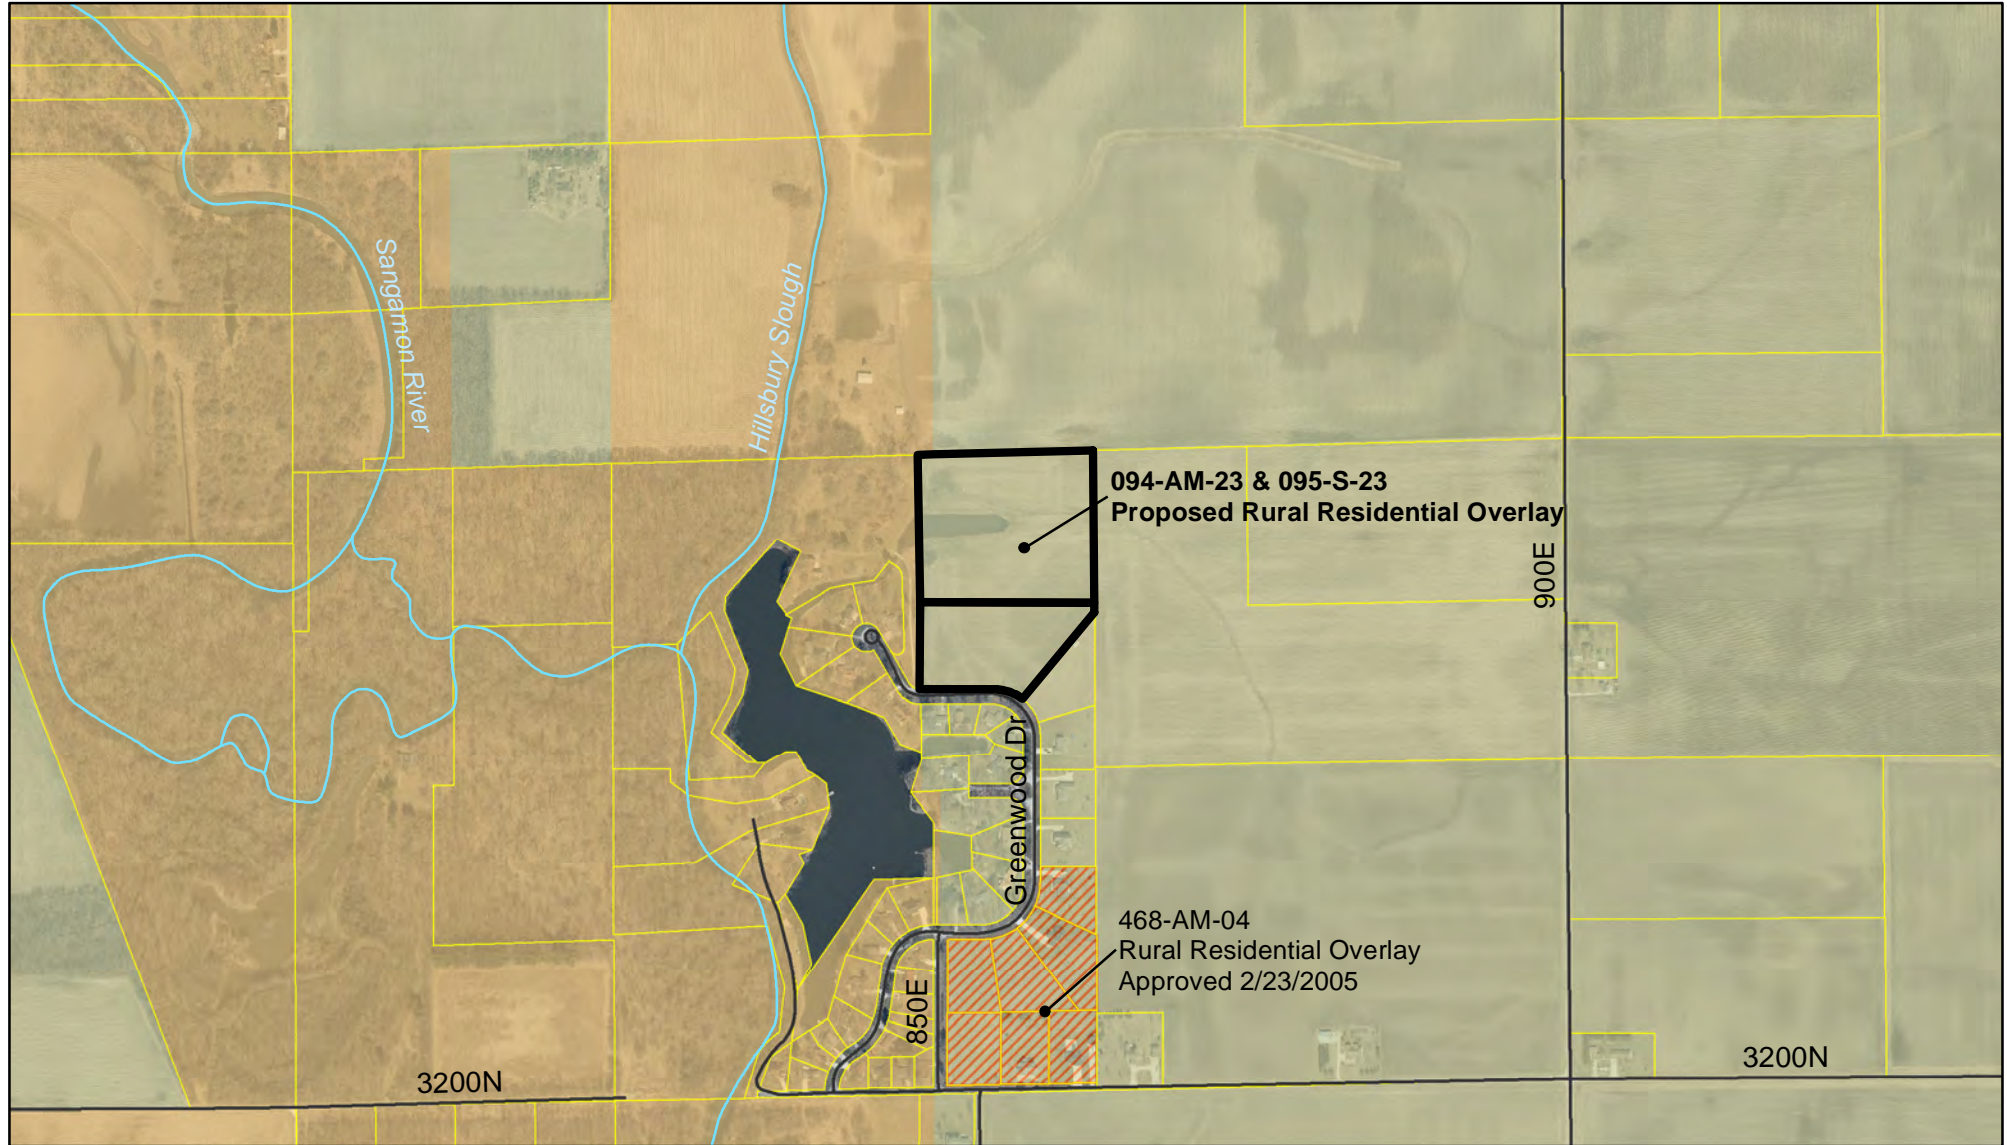 Sangamon River
Hillsbury Slough
094-AM-23 & 095-S-23
Proposed Rural Residential Overlay
900E
Greenwood Dr
468-AM-04
Rural Residential Overlay
Approved 2/23/2005
850E
3200N
3200N